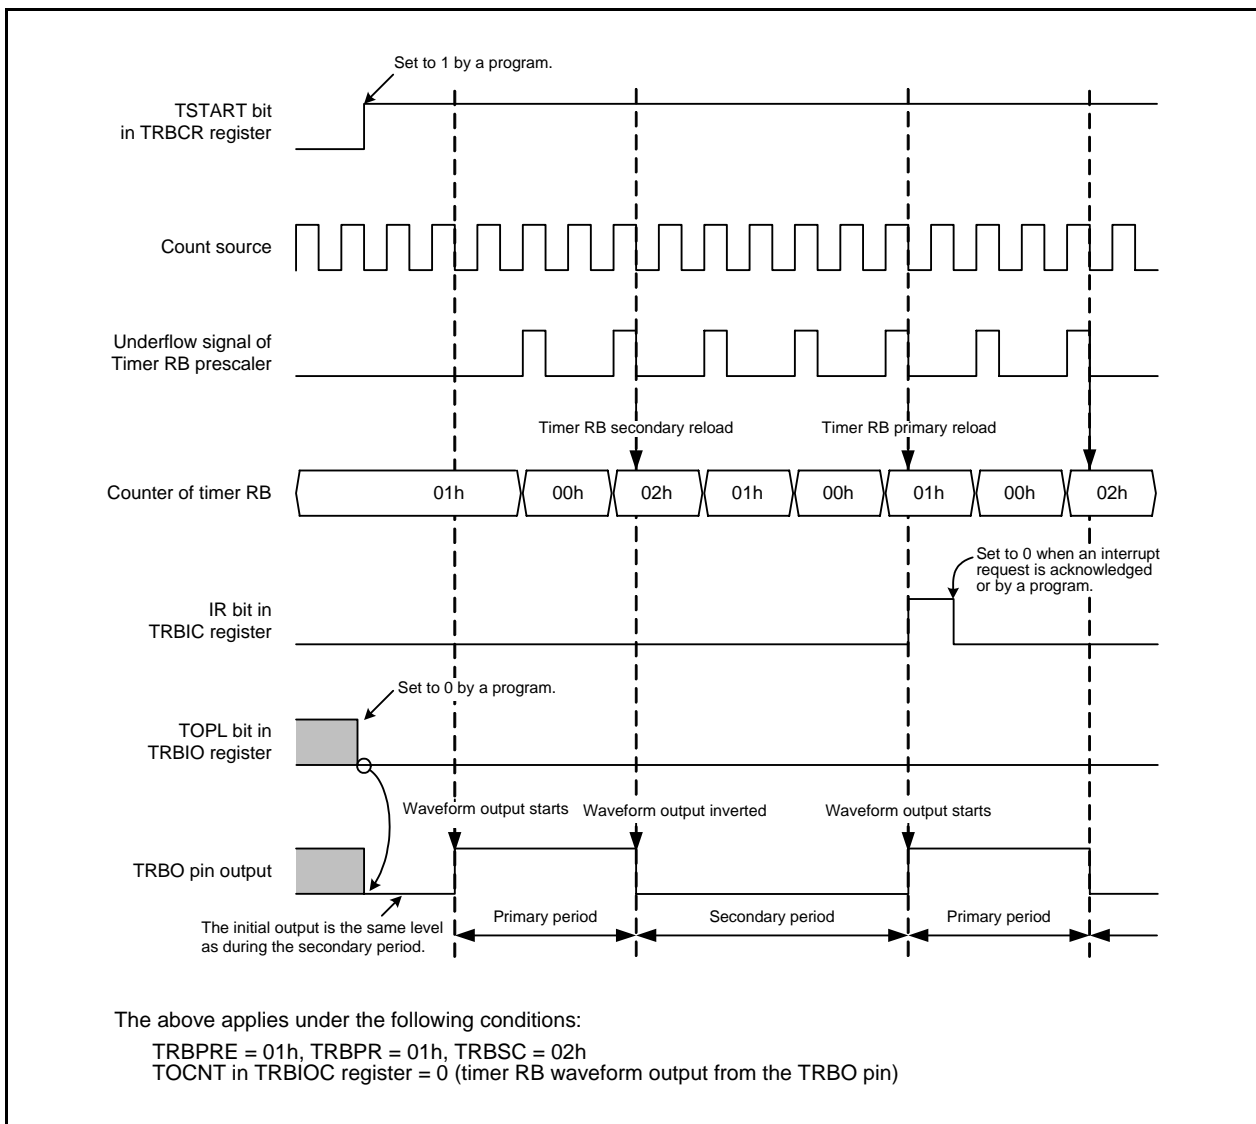 Set to 1 by a program.
TSTART bit
in TRBCR register
Count source
Underflow signal of
Timer RB prescaler
Timer RB secondary reload
Timer RB primary reload
Counter of timer RB
01h
00h
02h
01h
00h
01h
00h
02h
Set to 0 when an interrupt
request is acknowledged
or by a program.
IR bit in
TRBIC register
Set to 0 by a program.
TOPL bit in
TRBIO register
Waveform output starts
Waveform output inverted
Waveform output starts
TRBO pin output
The initial output is the same level
as during the secondary period.
Primary period
Secondary period
Primary period
The above applies under the following conditions:
TRBPRE = 01h, TRBPR = 01h, TRBSC = 02h
TOCNT in TRBIOC register = 0 (timer RB waveform output from the TRBO pin)